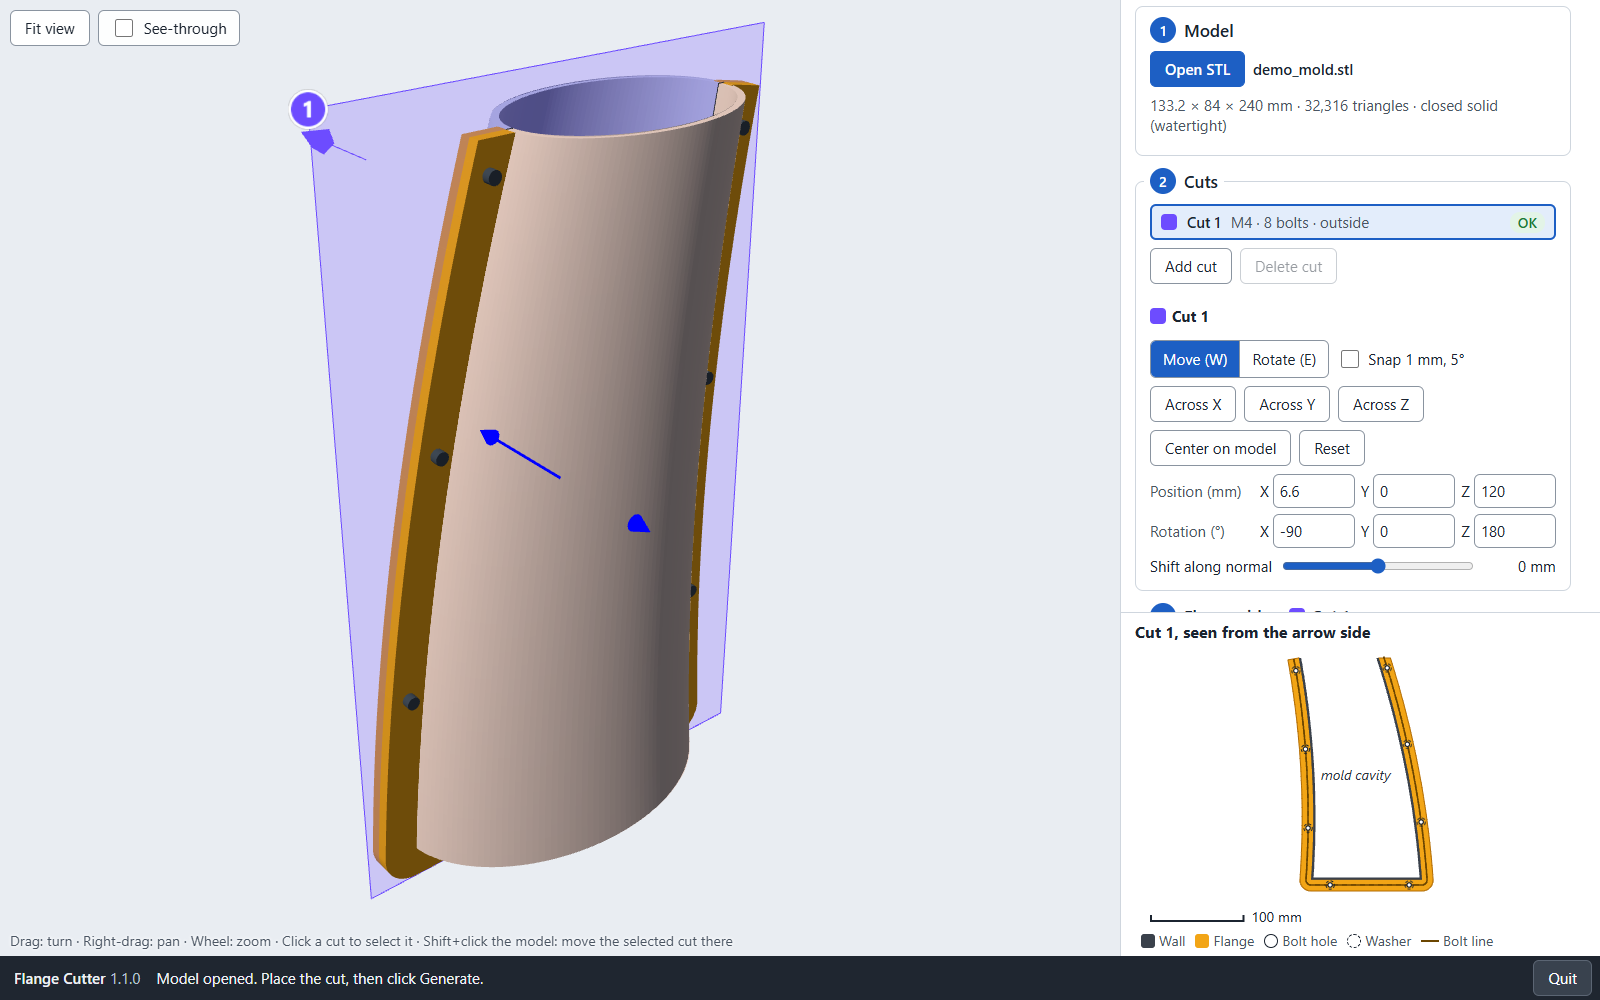 Fit view
See-through
1
Drag: turn · Right-drag: pan · Wheel: zoom · Click a cut to select it · Shift+click the model: move the selected cut there
1 Model
Open STL demo_mold.stl
133.2 × 84 × 240 mm · 32,316 triangles · closed solid
(watertight)
2 Cuts
Cut 1 M4 · 8 bolts · outside OK
Add cut Delete cut
Cut 1
Move (W) Rotate (E) Snap 1 mm, 5°
Across X Across Y Across Z
Center on model Reset
Position (mm) X 6.6 Y 0 Z 120
Rotation (°) X -90 Y 0 Z 180
Shift along normal 0 mm
Cut 1, seen from the arrow side
mold cavity
100 mm
Wall Flange Bolt hole Washer Bolt line
Flange Cutter 1.1.0 Model opened. Place the cut, then click Generate. Quit